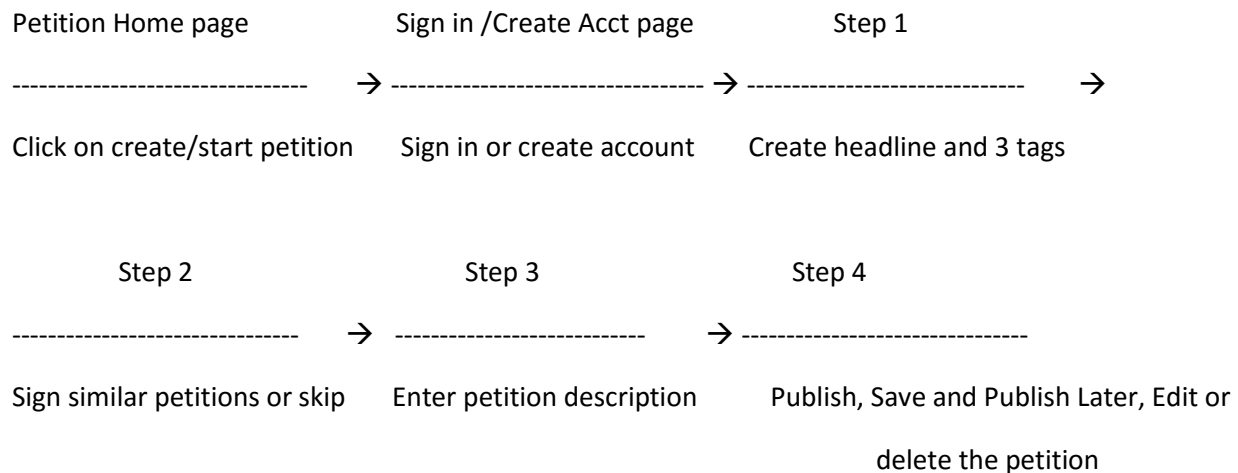 Petition Home page Sign in /Create Acct page Step 1
--------------------------------- → ----------------------------------- → ------------------------------- →
Click on create/start petition Sign in or create account Create headline and 3 tags
Step 2 Step 3 Step 4
-------------------------------- → ---------------------------- → --------------------------------
Sign similar petitions or skip Enter petition description Publish, Save and Publish Later, Edit or
delete the petition